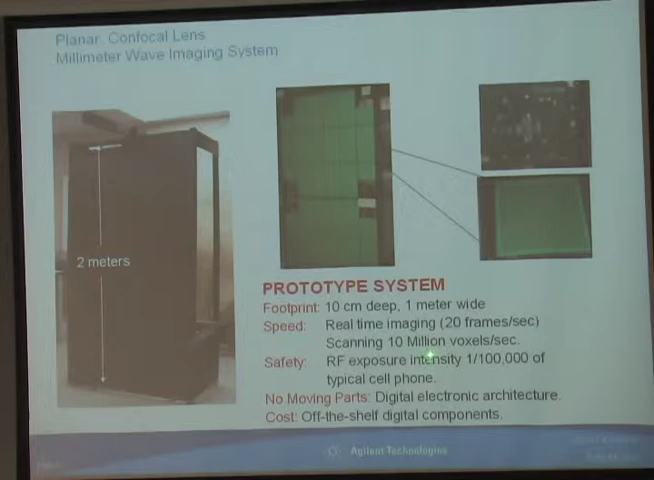 Planar Confocal Lens
Millimeter Wave Imaging System
2 meters
PROTOTYPE SYSTEM
Footprint: 10 cm deep, 1 meter wide
Speed: Real time imaging (20 frames/sec)
Scanning 10 Million voxels/sec.
Safety: RF exposure intensity 1/100,000 of
typical cell phone.
No Moving Parts: Digital electronic architecture.
Cost: Off-the-shelf digital components.
Agilent Technologies